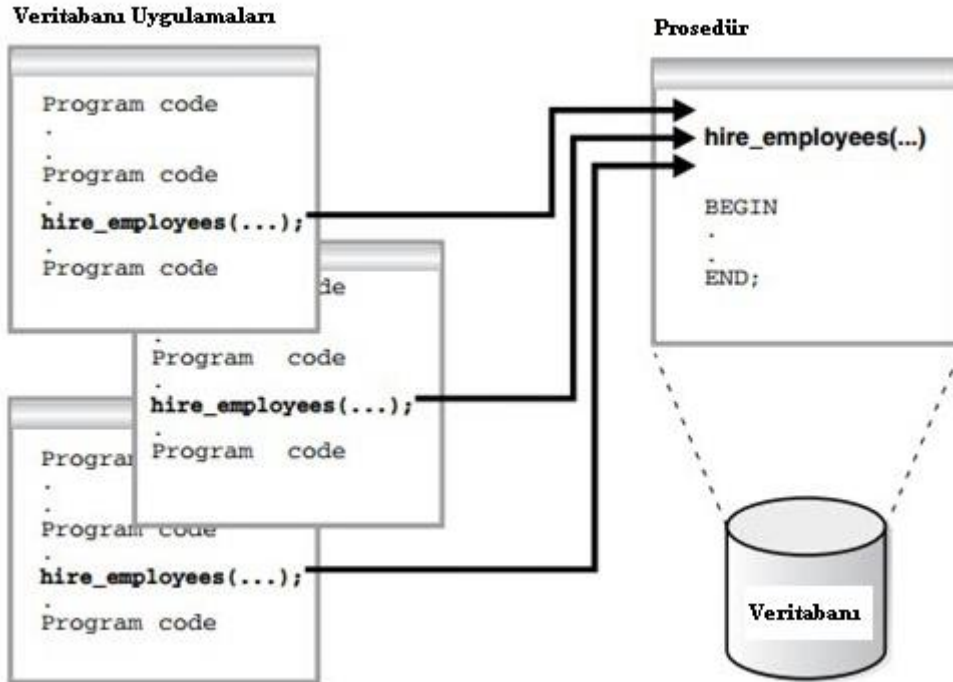 Veritabanı Uygulamaları
Program code
.
.
Program code
.
hire_employees(...);
.
Program code
de
.
Program code
.
hire_employees(...);
.
Program code
Program
.
.
Program code
.
hire_employees(...);
.
Program code
Prosedür
hire_employees(...)
BEGIN
.
.
END;
Veritabanı